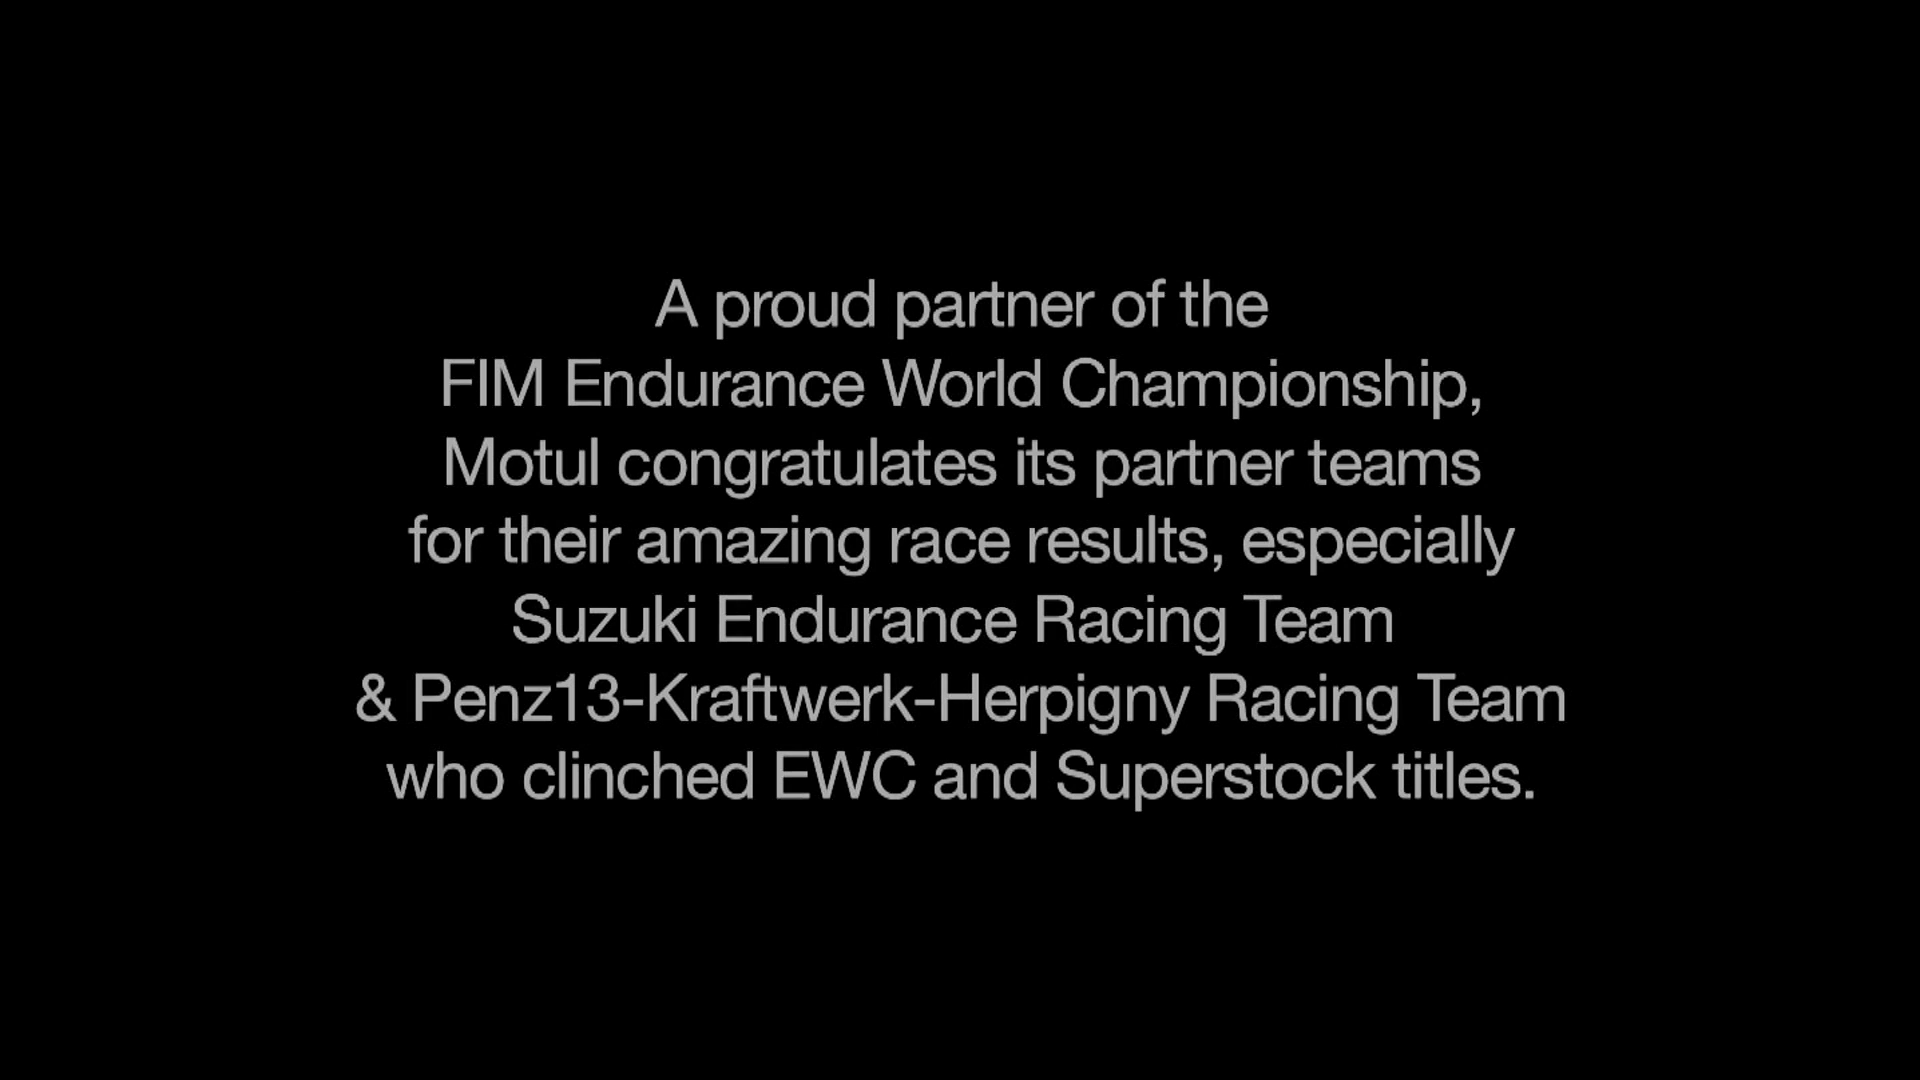 A proud partner of the
FIM Endurance World Championship,
Motul congratulates its partner teams
for their amazing race results, especially
Suzuki Endurance Racing Team
& Penz13-Kraftwerk-Herpigny Racing Team
who clinched EWC and Superstock titles.